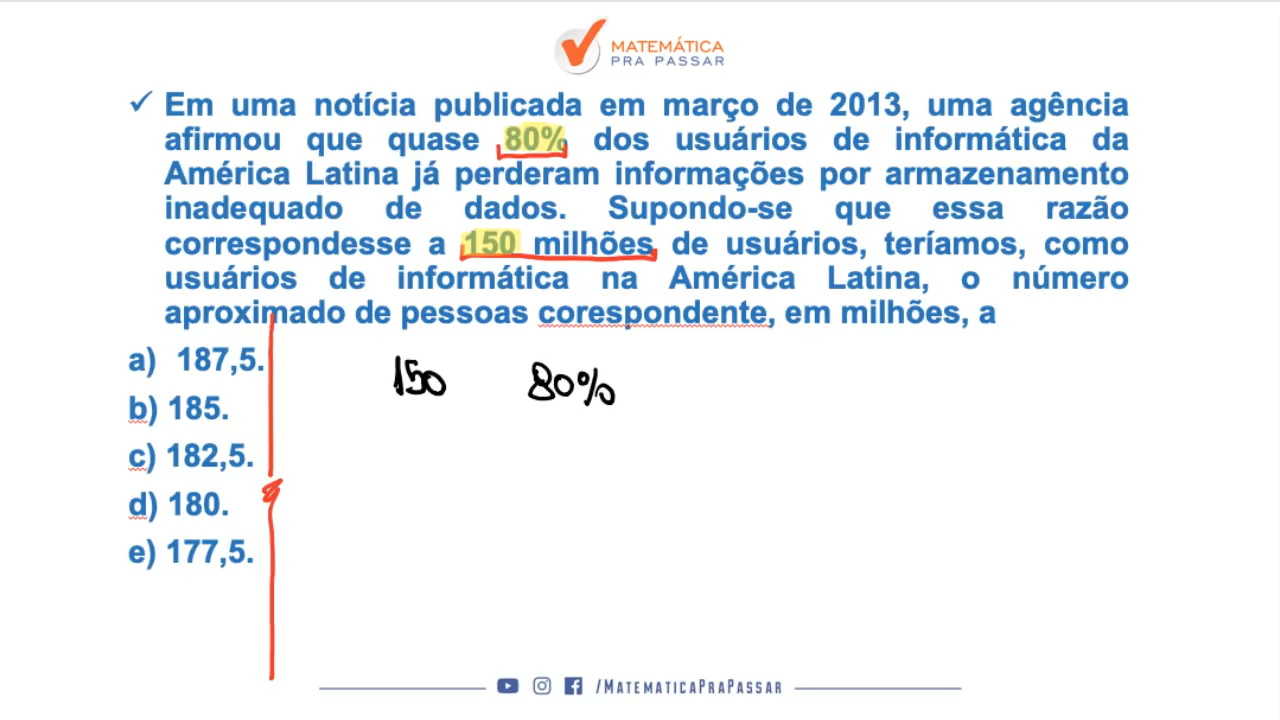 MATEMÁTICA
PRA PASSAR
✓ Em uma notícia publicada em março de 2013, uma agência
afirmou que quase 80% dos usuários de informática da
América Latina já perderam informações por armazenamento
inadequado de dados. Supondo-se que essa razão
correspondesse a 150 milhões de usuários, teríamos, como
usuários de informática na América Latina, o número
aproximado de pessoas corespondente, em milhões, a
a) 187,5.
150 80%
b) 185.
c) 182,5.
d) 180.
e) 177,5.
/MATEMATICAPRAPASSAR